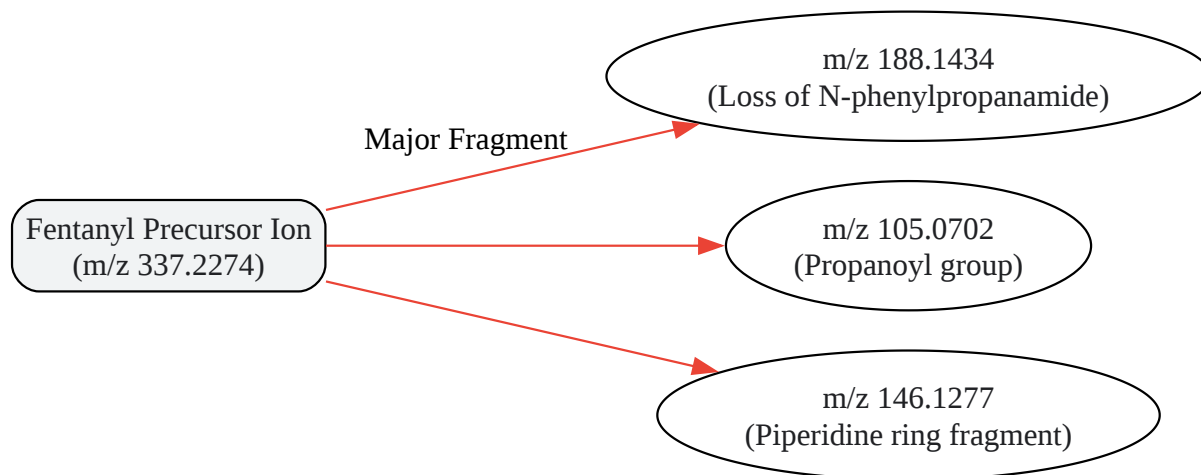 Fentanyl Precursor Ion
(m/z 337.2274)
Major Fragment
m/z 188.1434
(Loss of N-phenylpropanamide)
m/z 105.0702
(Propanoyl group)
m/z 146.1277
(Piperidine ring fragment)